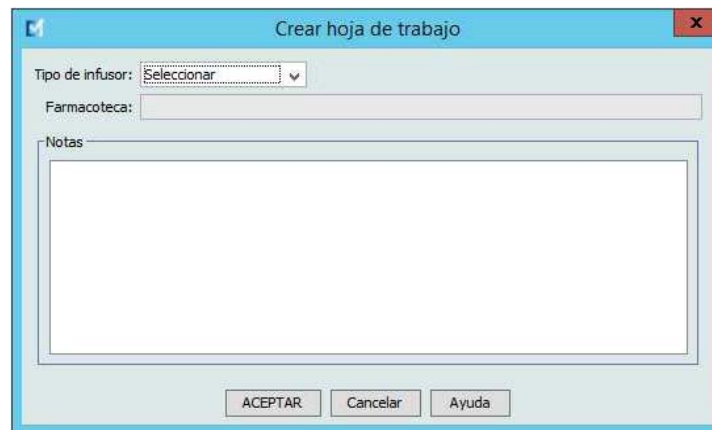 Crear hoja de trabajo
x
Tipo de infusor: Seleccionar
Farmacoteca:
Notas
ACEPTAR Cancelar Ayuda